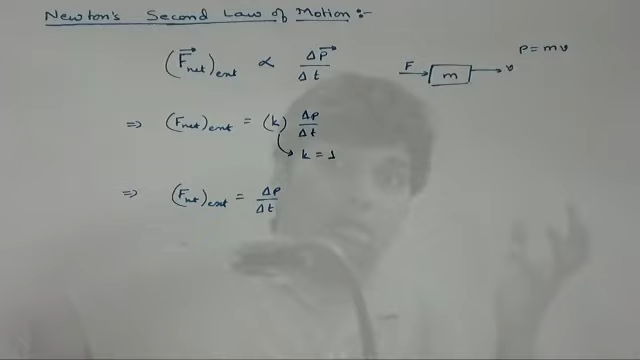 Newton's Second Law of Motion :-
(F⃗net)ext ∝ ΔP⃗/Δt
F m v P = mv
⇒ (Fnet)ext = (k) ΔP/Δt
k = 1
⇒ (Fnet)ext = ΔP/Δt